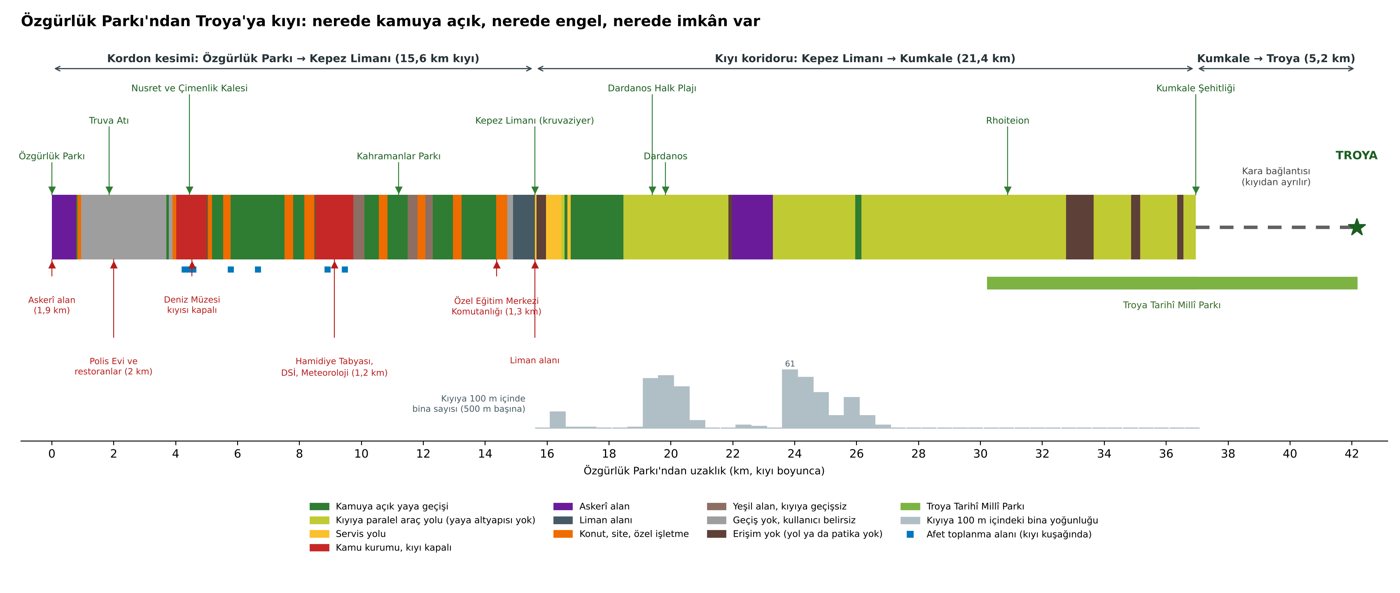 Özgürlük Parkı'ndan Troya'ya kıyı: nerede kamuya açık, nerede engel, nerede imkân var
Kordon kesimi: Özgürlük Parkı → Kepez Limanı (15,6 km kıyı)
Kıyı koridoru: Kepez Limanı → Kumkale (21,4 km)
Kumkale → Troya (5,2 km)
Nusret ve Çimenlik Kalesi
Dardanos Halk Plajı
Kumkale Şehitliği
Truva Atı
Kepez Limanı (kruvaziyer)
Rhoiteion
Özgürlük Parkı
Kahramanlar Parkı
Dardanos
TROYA
Kara bağlantısı
(kıyıdan ayrılır)
Askerî alan
(1,9 km)
Deniz Müzesi
kıyısı kapalı
Özel Eğitim Merkezi
Komutanlığı (1,3 km)
Troya Tarihî Millî Parkı
Polis Evi ve
restoranlar (2 km)
Hamidiye Tabyası,
DSİ, Meteoroloji (1,2 km)
Liman alanı
61
Kıyıya 100 m içinde
bina sayısı (500 m başına)
0 2 4 6 8 10 12 14 16 18 20 22 24 26 28 30 32 34 36 38 40 42
Özgürlük Parkı'ndan uzaklık (km, kıyı boyunca)
Kamuya açık yaya geçişi
Kıyıya paralel araç yolu (yaya altyapısı yok)
Servis yolu
Kamu kurumu, kıyı kapalı
Askerî alan
Liman alanı
Konut, site, özel işletme
Yeşil alan, kıyıya geçişsiz
Geçiş yok, kullanıcı belirsiz
Erişim yok (yol ya da patika yok)
Troya Tarihî Millî Parkı
Kıyıya 100 m içindeki bina yoğunluğu
Afet toplanma alanı (kıyı kuşağında)